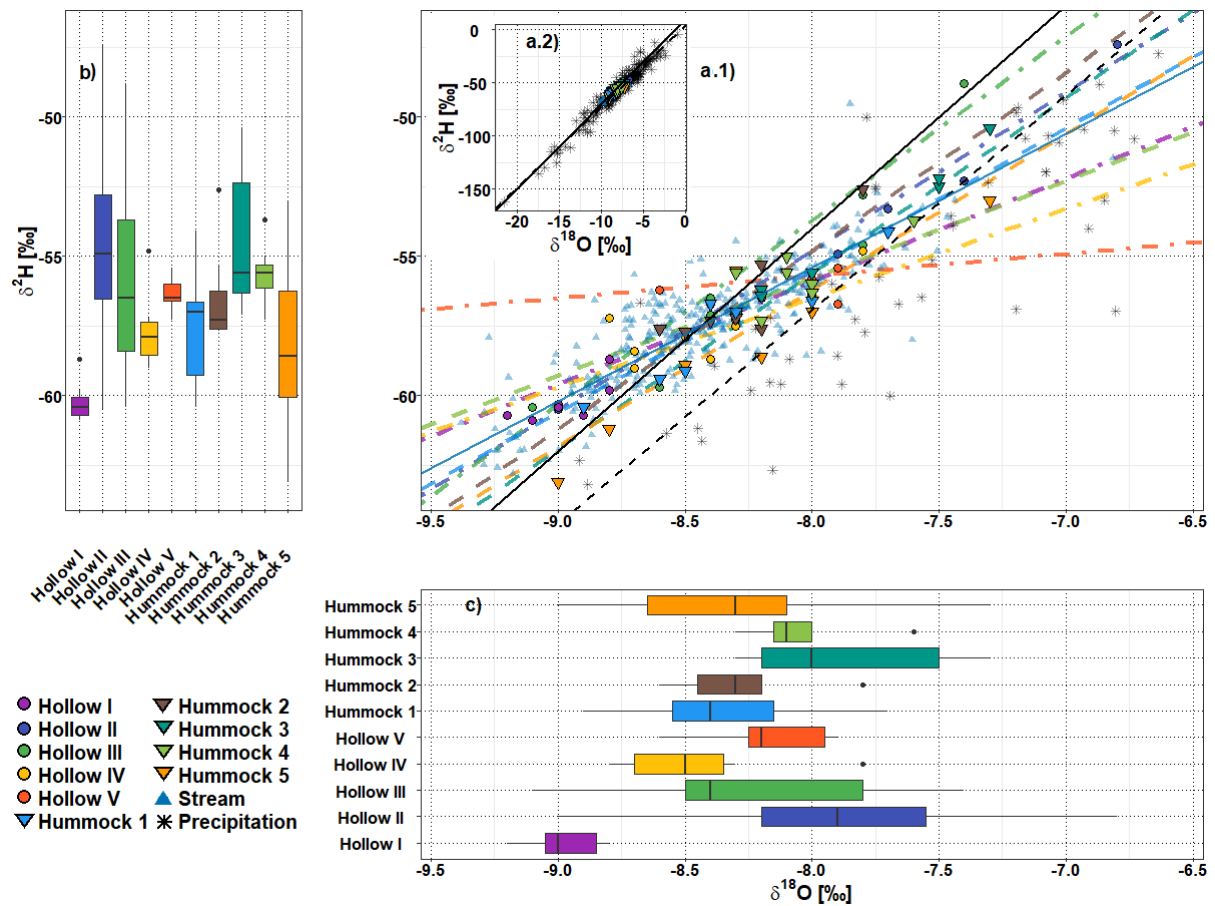 b)
-50
-55
-60
δ²H [‰]
Hollow I
Hollow II
Hollow III
Hollow IV
Hollow V
Hummock 1
Hummock 2
Hummock 3
Hummock 4
Hummock 5
a.2)
0
-50
-100
-150
δ²H [‰]
-20 -15 -10 -5 0
δ¹⁸O [‰]
a.1)
-50
-55
-60
δ²H [‰]
-9.5 -9.0 -8.5 -8.0 -7.5 -7.0 -6.5
c)
Hummock 5
Hummock 4
Hummock 3
Hummock 2
Hummock 1
Hollow V
Hollow IV
Hollow III
Hollow II
Hollow I
-9.5 -9.0 -8.5 -8.0 -7.5 -7.0 -6.5
δ¹⁸O [‰]
Hollow I
Hollow II
Hollow III
Hollow IV
Hollow V
Hummock 1
Hummock 2
Hummock 3
Hummock 4
Hummock 5
Stream
Precipitation